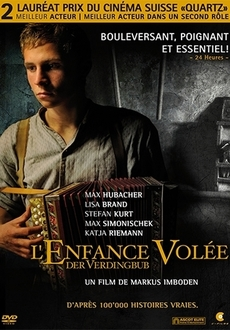 2 LAURÉAT PRIX DU CINÉMA SUISSE «QUARTZ»
MEILLEUR ACTEUR | MEILLEUR ACTEUR DANS UN SECOND RÔLE
BOULEVERSANT, POIGNANT
ET ESSENTIEL!
- 24 Heures -
MAX HUBACHER
LISA BRAND
STEFAN KURT
MAX SIMONISCHEK
KATJA RIEMANN
L'ENFANCE VOLÉE
DER VERDINGBUB
UN FILM DE MARKUS IMBODEN
D'APRÈS 100'000 HISTOIRES VRAIES.
DVD
ASCOT ELITE